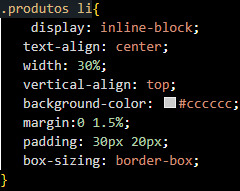 .produtos li{
display: inline-block;
text-align: center;
width: 30%;
vertical-align: top;
background-color: #cccccc;
margin:0 1.5%;
padding: 30px 20px;
box-sizing: border-box;
}